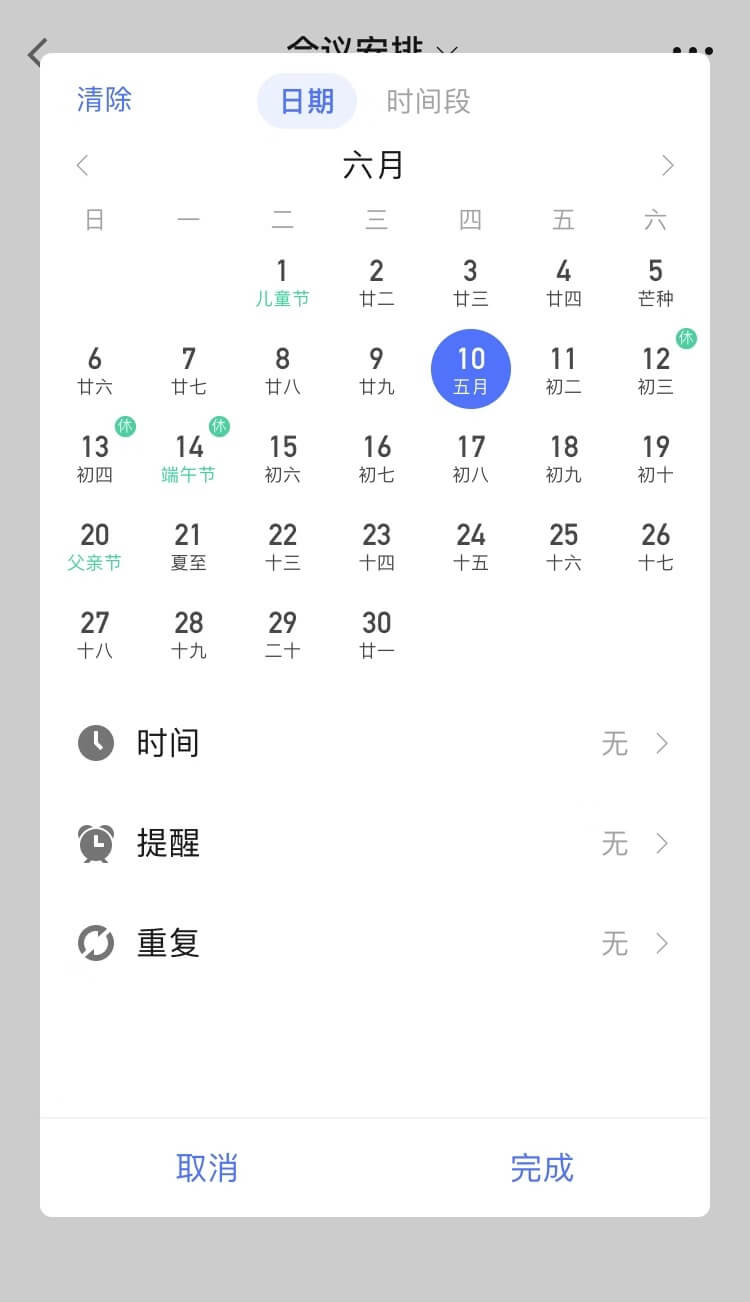 会议安排
清除 日期 时间段
六月
日 一 二 三 四 五 六
1 2 3 4 5
儿童节 廿二 廿三 廿四 芒种
休
6 7 8 9 10 11 12
廿六 廿七 廿八 廿九 五月 初二 初三
休 休
13 14 15 16 17 18 19
初四 端午节 初六 初七 初八 初九 初十
20 21 22 23 24 25 26
父亲节 夏至 十三 十四 十五 十六 十七
27 28 29 30
十八 十九 二十 廿一
时间 无
提醒 无
重复 无
取消 完成